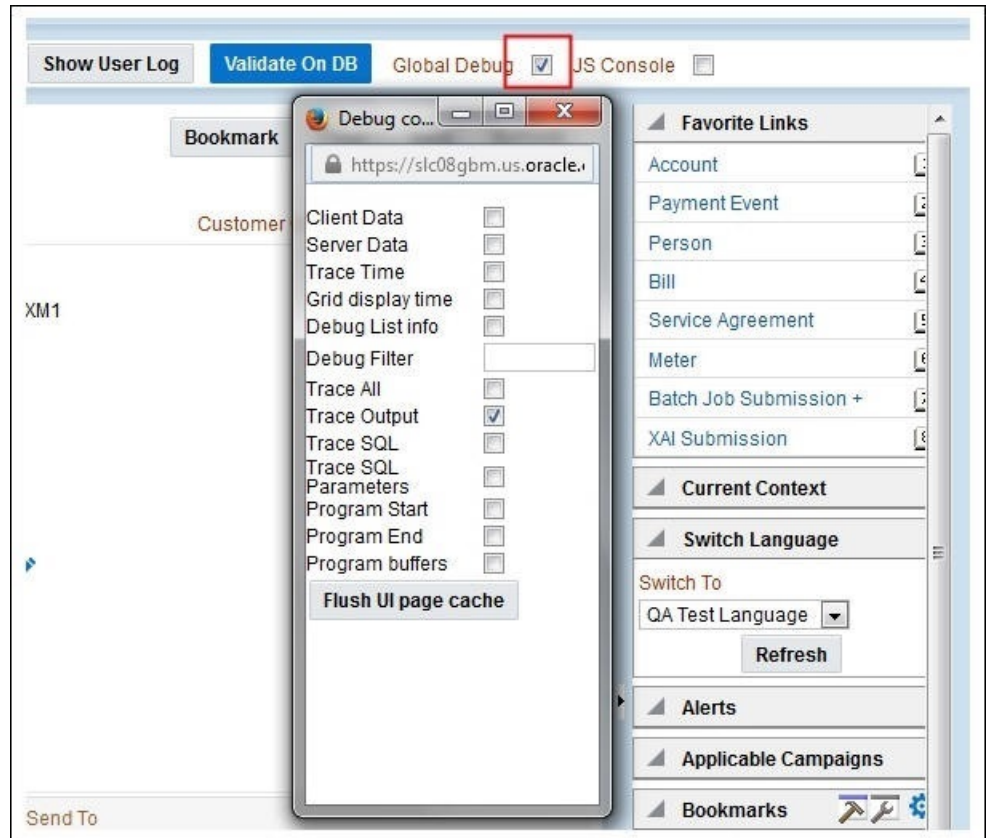 Show User Log Validate On DB Global Debug JS Console
Bookmark
Customer
XM1
Send To
Debug co...
https://slc08gbm.us.oracle.
Client Data
Server Data
Trace Time
Grid display time
Debug List info
Debug Filter
Trace All
Trace Output
Trace SQL
Trace SQL
Parameters
Program Start
Program End
Program buffers
Flush UI page cache
Favorite Links
Account
Payment Event
Person
Bill
Service Agreement
Meter
Batch Job Submission +
XAI Submission
Current Context
Switch Language
Switch To
QA Test Language
Refresh
Alerts
Applicable Campaigns
Bookmarks